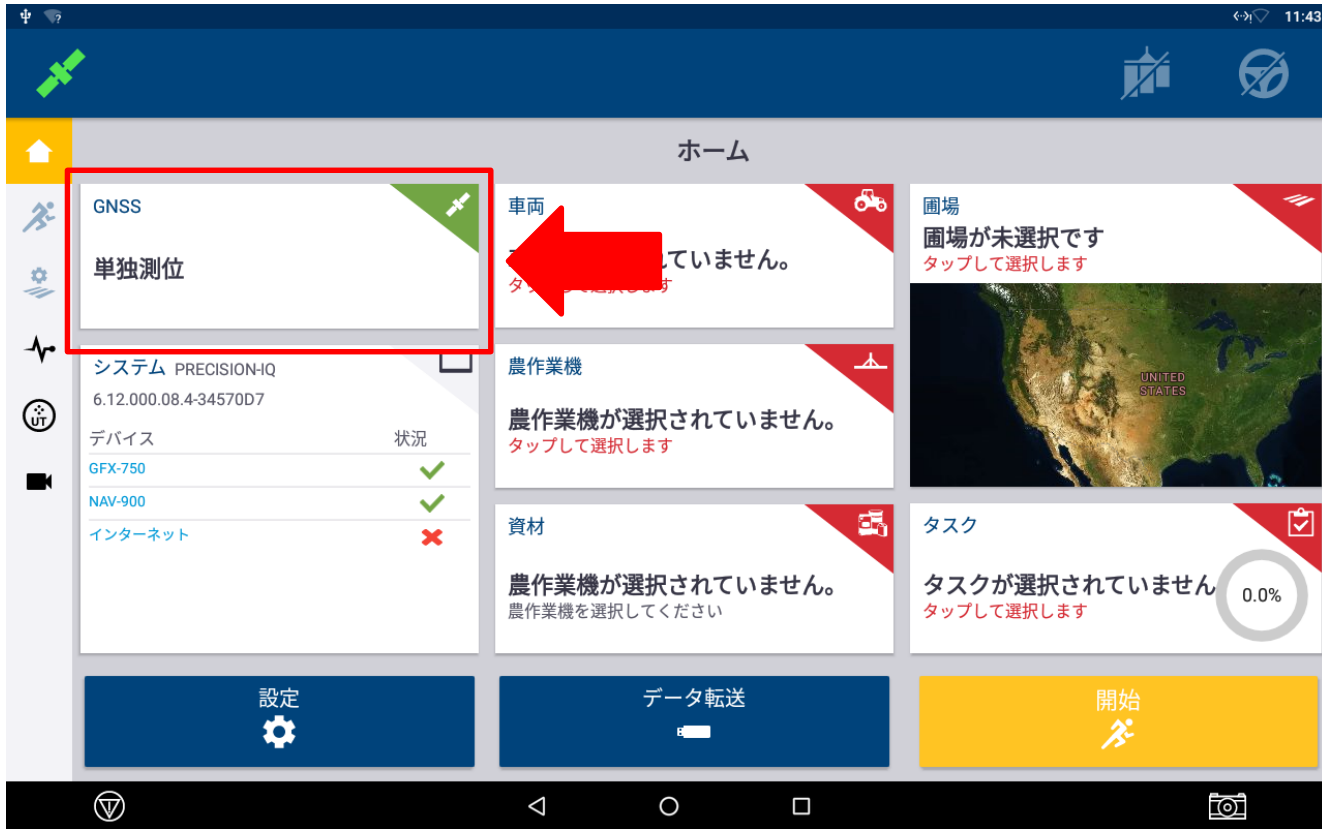 11:43
ホーム
GNSS
単独測位
車両
ていません。
タップして選択します
圃場
圃場が未選択です
タップして選択します
UNITED
STATES
システム PRECISION-IQ
6.12.000.08.4-34570D7
デバイス 状況
GFX-750
NAV-900
インターネット
農作業機
農作業機が選択されていません。
タップして選択します
資材
農作業機が選択されていません。
農作業機を選択してください
タスク
タスクが選択されていません
タップして選択します
0.0%
UT
設定
データ転送
開始